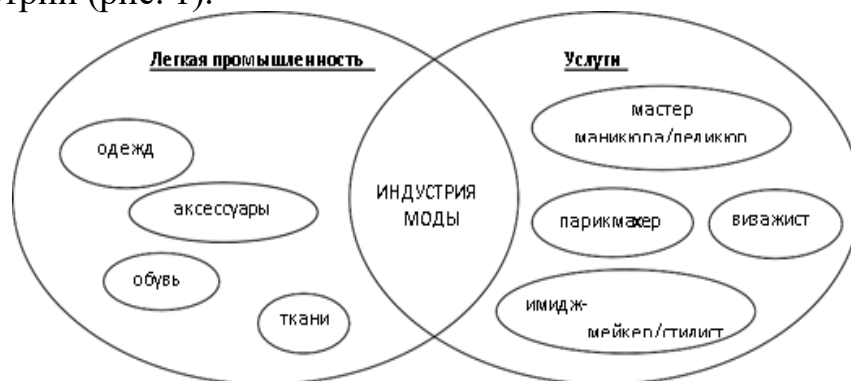 (рис. 1).
Легкая промышленность
Услуги
мастер
маникюра/педикюр
одежд
аксессуары
ИНДУСТРИЯ
МОДЫ
парикмахер
визажист
обувь
имидж-
мейкер/стилист
ткани